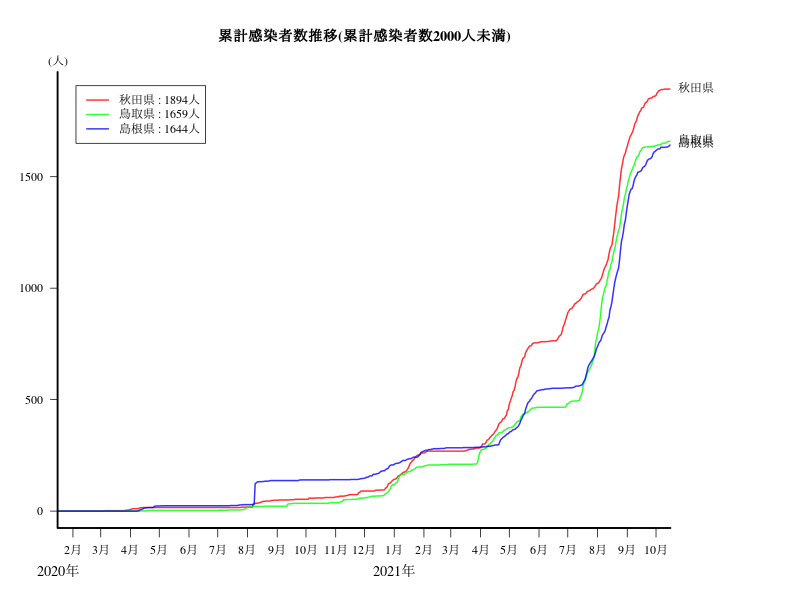 累計感染者数推移(累計感染者数2000人未満)
(人)
秋田県 : 1894人
鳥取県 : 1659人
島根県 : 1644人
秋田県
鳥取県
島根県
1500
1000
500
0
2月 3月 4月 5月 6月 7月 8月 9月 10月 11月 12月 1月 2月 3月 4月 5月 6月 7月 8月 9月 10月
2020年 2021年